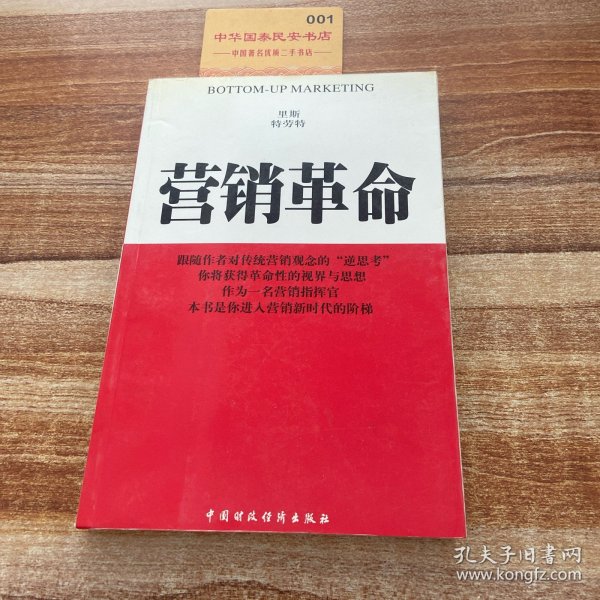 001
中华国泰民安书店
中国著名优质二手书店
BOTTOM-UP MARKETING
里斯
特劳特
营销革命
跟随作者对传统营销观念的“逆思考”
你将获得革命性的视界与思想
作为一名营销指挥官
本书是你进入营销新时代的阶梯
中国财政经济出版社
孔夫子旧书网
www.kongfz.com